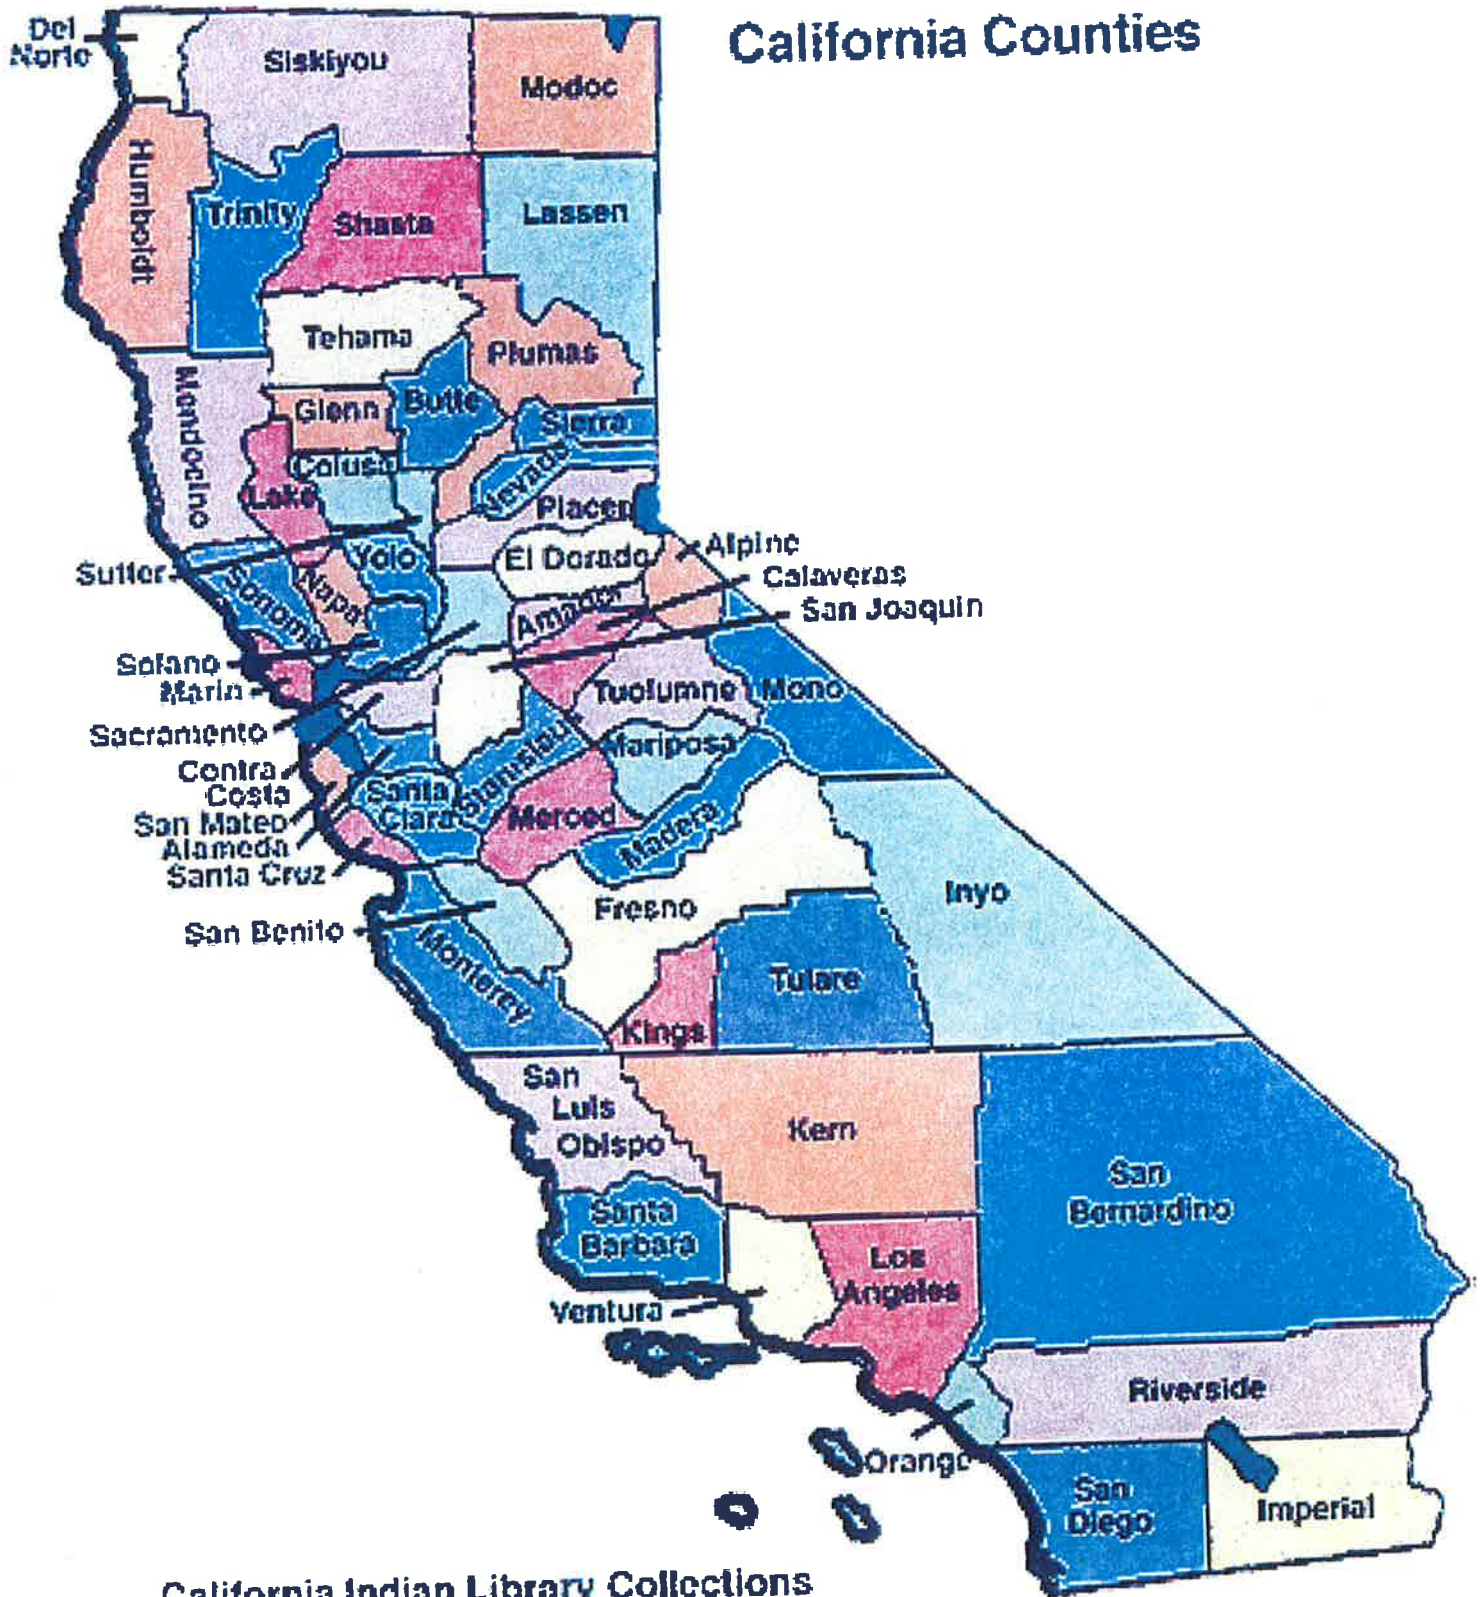 California Counties
Del
Norte
Siskiyou
Modoc
Humboldt
Trinity
Shasta
Lassen
Tehama
Plumas
Mendocino
Glenn
Butte
Sierra
Colusa
Nevada
Lake
Placer
Sutter
Yolo
El Dorado
Alpine
Calaveras
Sonoma
Napa
Amador
San Joaquin
Solano
Marin
Tuolumne
Mono
Sacramento
Mariposa
Contra
Costa
Santa
Clara
Stanislau
San Mateo
Merced
Madera
Alameda
Santa Cruz
Inyo
Fresno
San Benito
Monterey
Tulare
Kings
San
Luis
Obispo
Kern
San
Bernardino
Santa
Barbara
Los
Angeles
Ventura
Riverside
Orange
San
Diego
Imperial
California Indian Library Collections